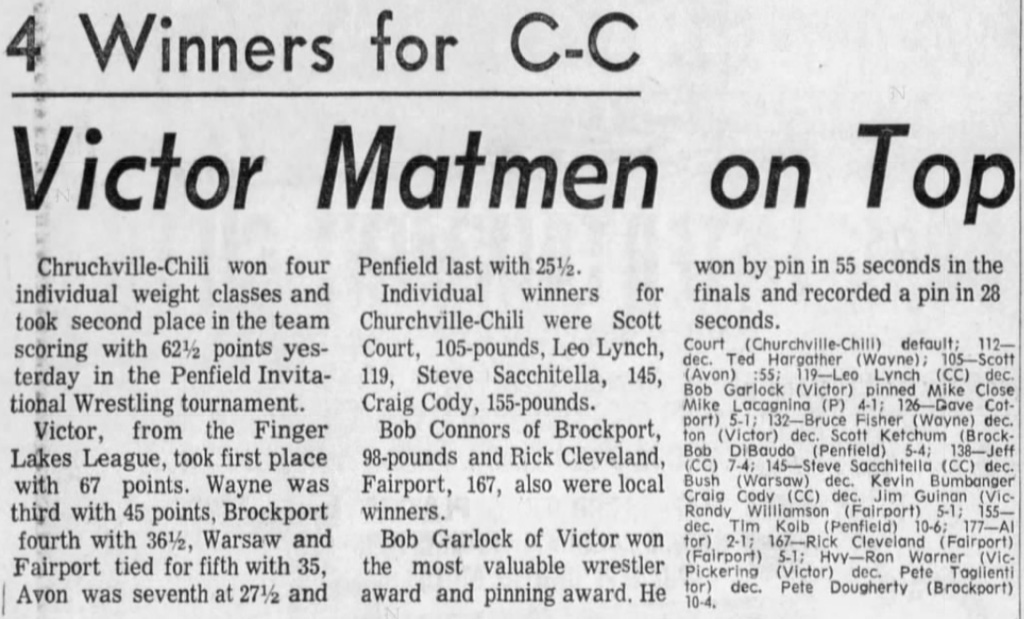 4 Winners for C-C
Victor Matmen on Top
Chruchville-Chili won four
individual weight classes and
took second place in the team
scoring with 62½ points yes-
terday in the Penfield Invita-
tional Wrestling tournament.
Victor, from the Finger
Lakes League, took first place
with 67 points. Wayne was
third with 45 points, Brockport
fourth with 36½, Warsaw and
Fairport tied for fifth with 35,
Avon was seventh at 27½ and
Penfield last with 25½.
Individual winners for
Churchville-Chili were Scott
Court, 105-pounds, Leo Lynch,
119, Steve Sacchitella, 145,
Craig Cody, 155-pounds.
Bob Connors of Brockport,
98-pounds and Rick Cleveland,
Fairport, 167, also were local
winners.
Bob Garlock of Victor won
the most valuable wrestler
award and pinning award. He
won by pin in 55 seconds in the
finals and recorded a pin in 28
seconds.
Court (Churchville-Chili) default; 112—
dec. Ted Hargather (Wayne); 105—Scott
(Avon) :55; 119—Leo Lynch (CC) dec.
Bob Garlock (Victor) pinned Mike Close
Mike Lacagnina (P) 4-1; 126—Dave Cot-
port) 5-1; 132—Bruce Fisher (Wayne) dec.
ton (Victor) dec. Scott Ketchum (Brock-
Bob DiBaudo (Penfield) 5-4; 138—Jeff
(CC) 7-4; 145—Steve Sacchitella (CC) dec.
Bush (Warsaw) dec. Kevin Bumbanger
Craig Cody (CC) dec. Jim Guinan (Vic-
Randy Williamson (Fairport) 5-1; 155—
dec. Tim Kolb (Penfield) 10-6; 177—Al
tor) 2-1; 167—Rick Cleveland (Fairport)
(Fairport) 5-1; Hvy—Ron Warner (Vic-
Pickering (Victor) dec. Pete Taglienti
tor) dec. Pete Dougherty (Brockport)
10-4.